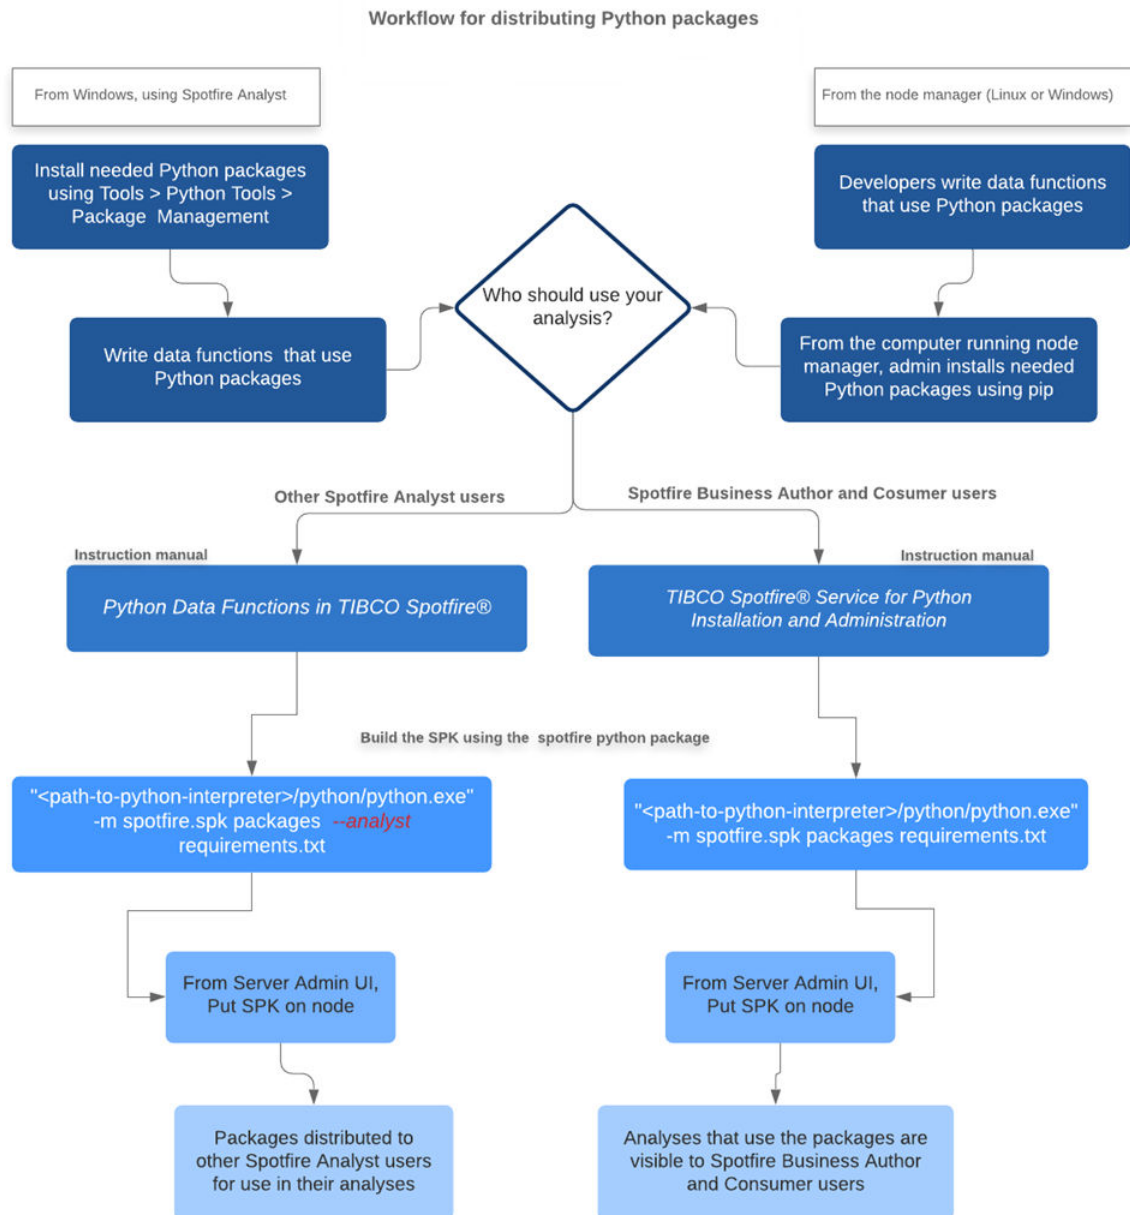 Workflow for distributing Python packages
From Windows, using Spotfire Analyst
From the node manager (Linux or Windows)
Install needed Python packages
using Tools > Python Tools >
Package Management
Developers write data functions
that use Python packages
Who should use your
analysis?
Write data functions that use
Python packages
From the computer running node
manager, admin installs needed
Python packages using pip
Other Spotfire Analyst users
Spotfire Business Author and Cosumer users
Instruction manual
Instruction manual
Python Data Functions in TIBCO Spotfire®
TIBCO Spotfire® Service for Python
Installation and Administration
Build the SPK using the spotfire python package
"<path-to-python-interpreter>/python/python.exe"
-m spotfire.spk packages --analyst
requirements.txt
"<path-to-python-interpreter>/python/python.exe"
-m spotfire.spk packages requirements.txt
From Server Admin UI,
Put SPK on node
From Server Admin UI,
Put SPK on node
Packages distributed to
other Spotfire Analyst users
for use in their analyses
Analyses that use the packages are
visible to Spotfire Business Author
and Consumer users